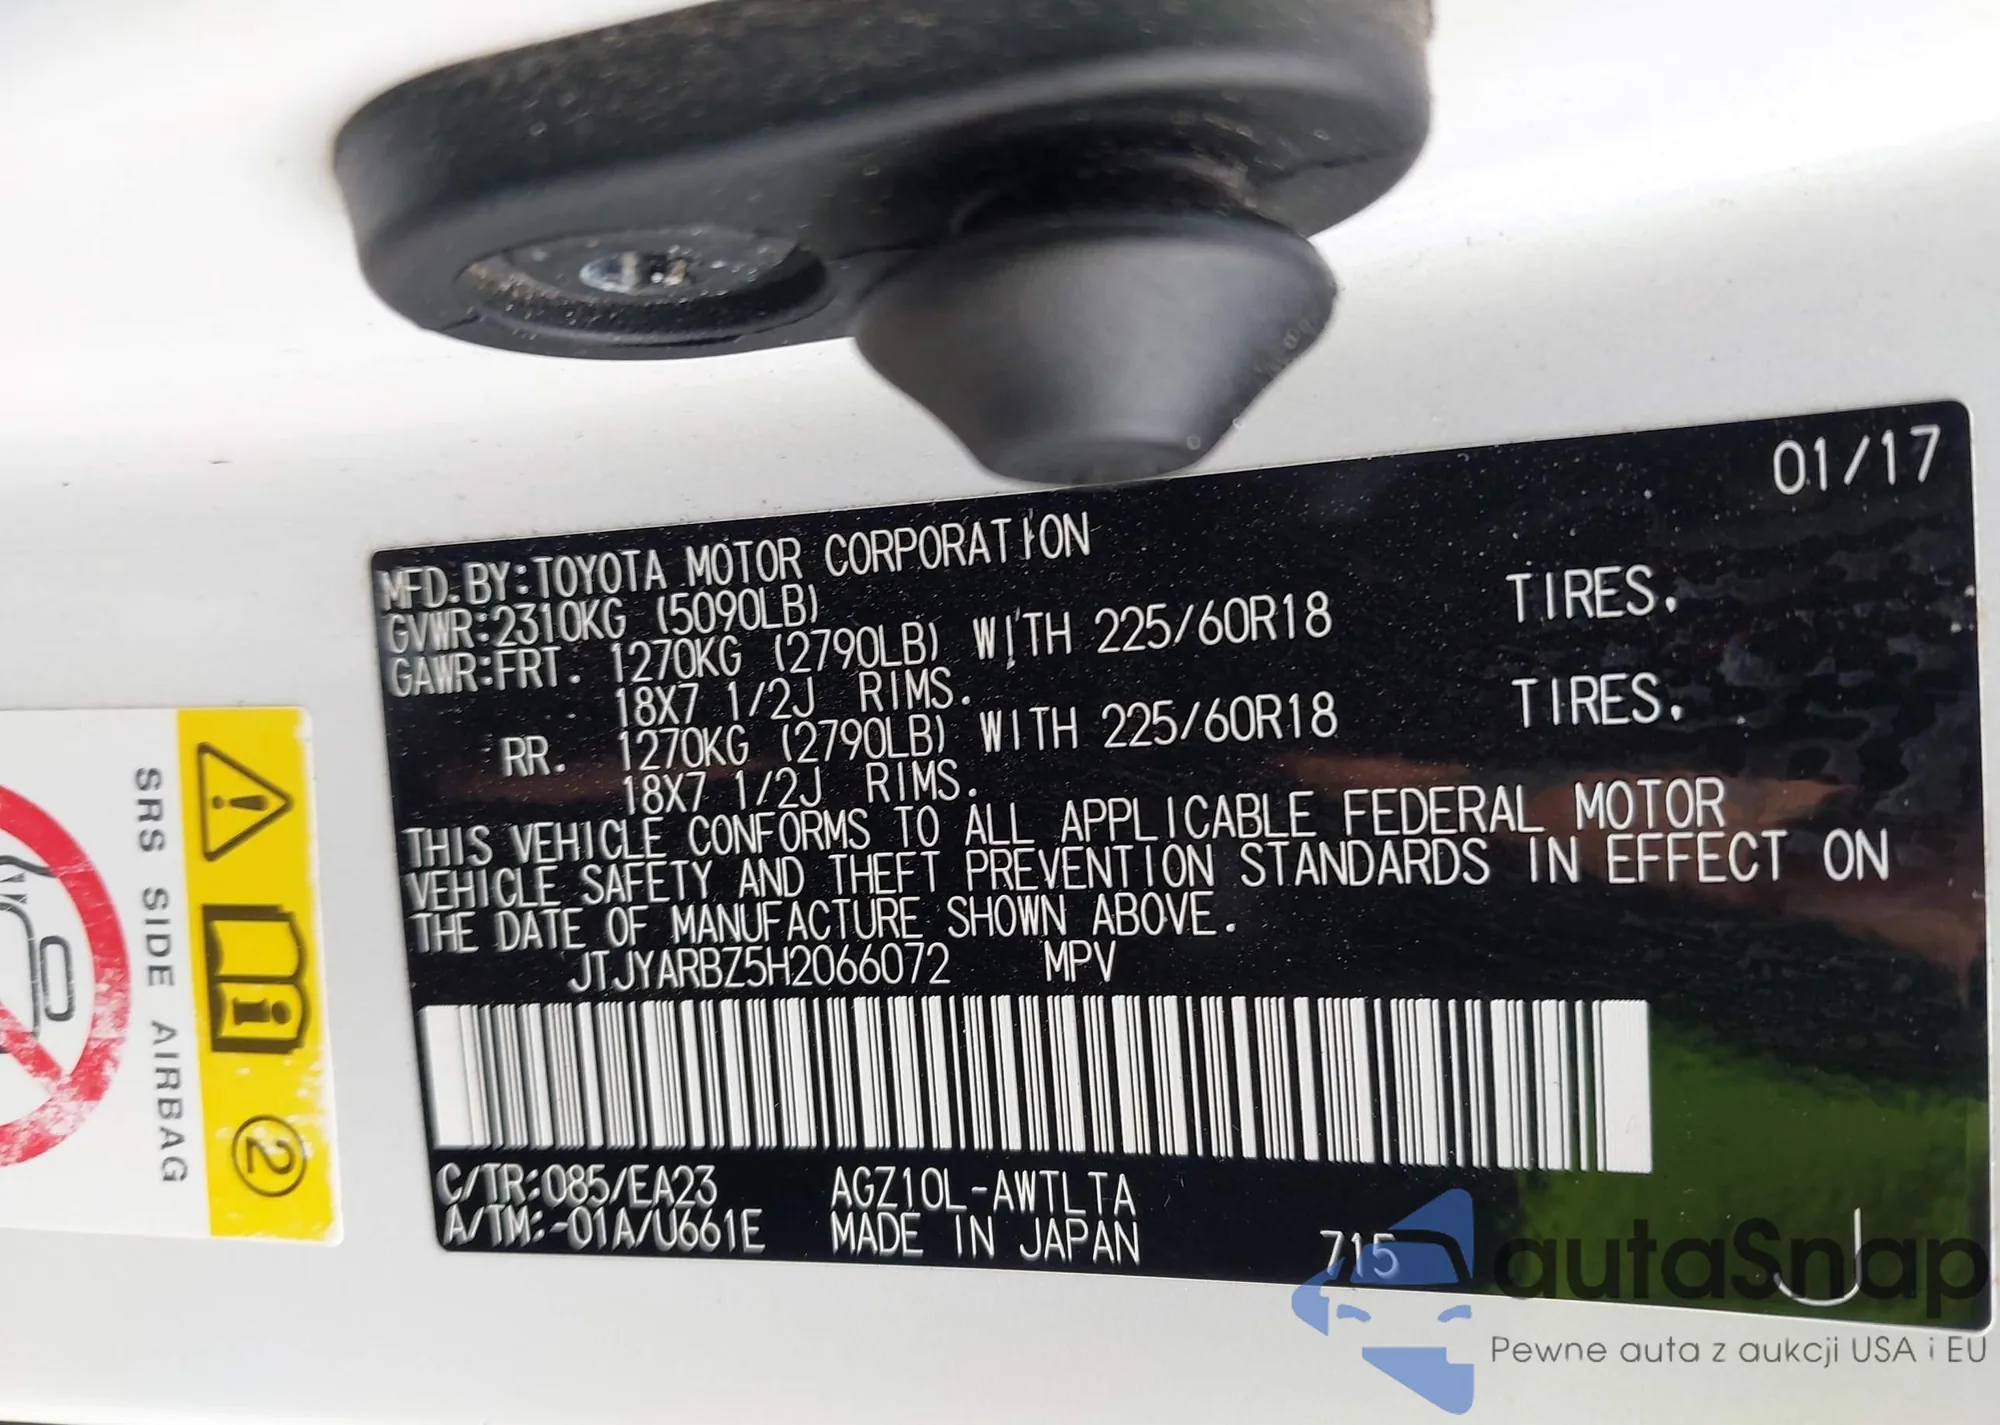 01/17
MFD.BY:TOYOTA MOTOR CORPORATION
GVWR:2310KG (5090LB)
GAWR:FRT. 1270KG (2790LB) WITH 225/60R18 TIRES.
18X7 1/2J RIMS.
RR. 1270KG (2790LB) WITH 225/60R18 TIRES.
18X7 1/2J RIMS.
THIS VEHICLE CONFORMS TO ALL APPLICABLE FEDERAL MOTOR
VEHICLE SAFETY AND THEFT PREVENTION STANDARDS IN EFFECT ON
THE DATE OF MANUFACTURE SHOWN ABOVE.
JTJYARBZ5H2066072 MPV
C/TR:085/EA23 AGZ10L-AWTLTA
A/TM:-01A/U661E MADE IN JAPAN 715 J
SRS SIDE AIRBAG
2
autaSnap
Pewne auta z aukcji USA i EU